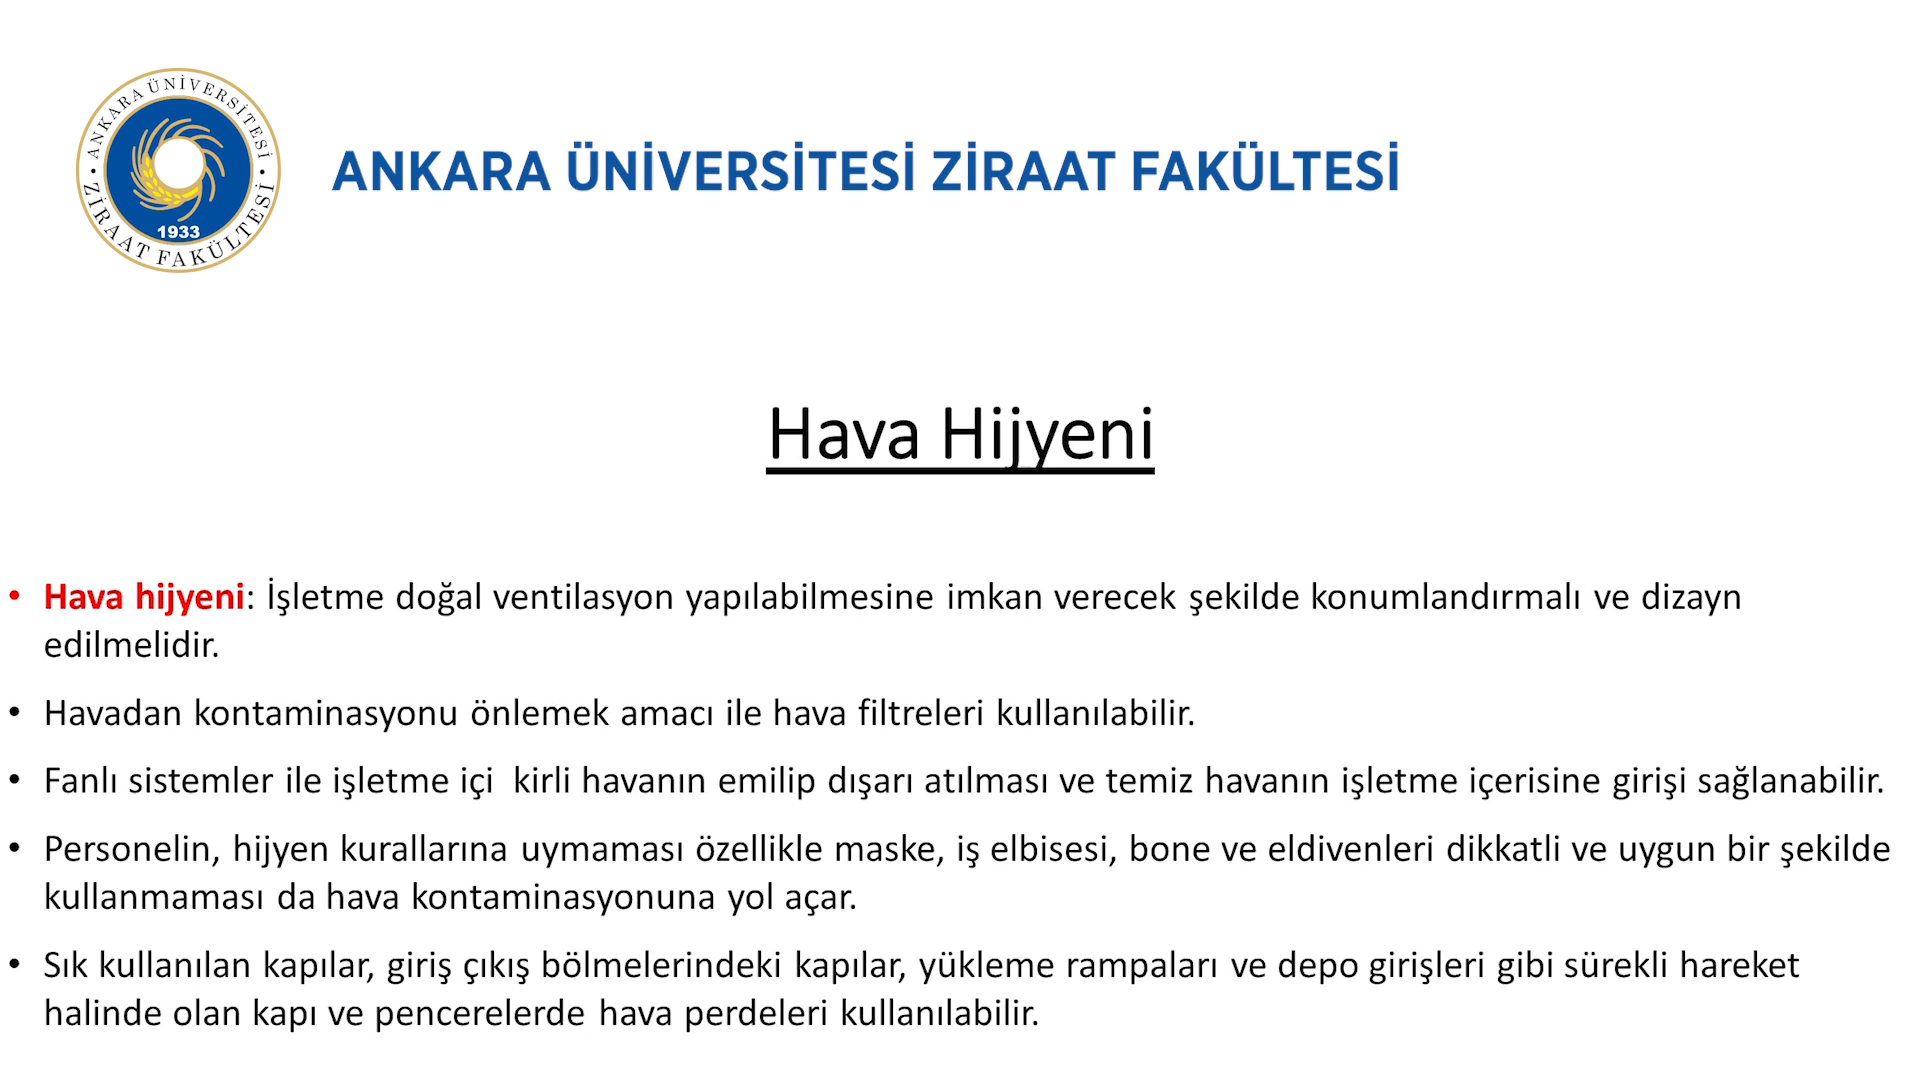 ANKARA ÜNİVERSİTESİ
ZİRAAT FAKÜLTESİ
1933
ANKARA ÜNİVERSİTESİ ZİRAAT FAKÜLTESİ
Hava Hijyeni
• Hava hijyeni: İşletme doğal ventilasyon yapılabilmesine imkan verecek şekilde konumlandırmalı ve dizayn
edilmelidir.
• Havadan kontaminasyonu önlemek amacı ile hava filtreleri kullanılabilir.
• Fanlı sistemler ile işletme içi  kirli havanın emilip dışarı atılması ve temiz havanın işletme içerisine girişi sağlanabilir.
• Personelin, hijyen kurallarına uymaması özellikle maske, iş elbisesi, bone ve eldivenleri dikkatli ve uygun bir şekilde
kullanmaması da hava kontaminasyonuna yol açar.
• Sık kullanılan kapılar, giriş çıkış bölmelerindeki kapılar, yükleme rampaları ve depo girişleri gibi sürekli hareket
halinde olan kapı ve pencerelerde hava perdeleri kullanılabilir.